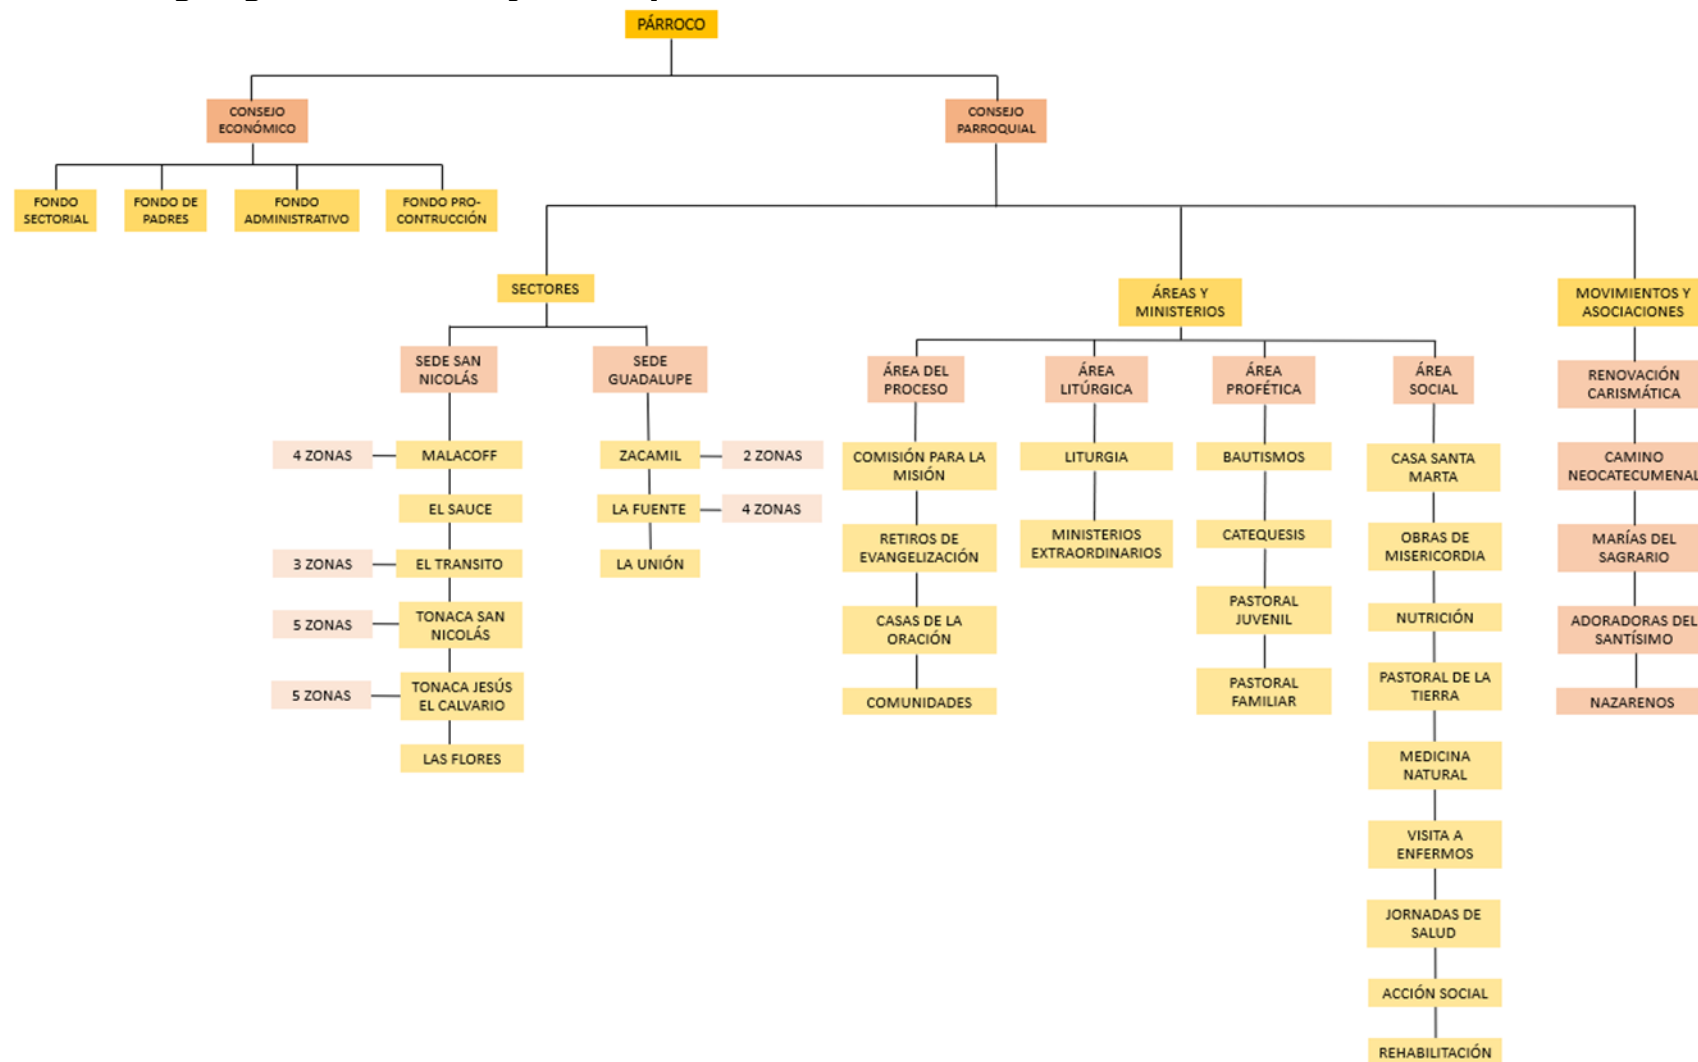 PÁRROCO
CONSEJO
ECONÓMICO
CONSEJO
PARROQUIAL
FONDO
SECTORIAL
FONDO DE
PADRES
FONDO
ADMINISTRATIVO
FONDO PRO-
CONTRUCCIÓN
SECTORES
ÁREAS Y
MINISTERIOS
MOVIMIENTOS Y
ASOCIACIONES
SEDE SAN
NICOLÁS
SEDE
GUADALUPE
ÁREA DEL
PROCESO
ÁREA
LITÚRGICA
ÁREA
PROFÉTICA
ÁREA
SOCIAL
RENOVACIÓN
CARISMÁTICA
4 ZONAS
MALACOFF
ZACAMIL
2 ZONAS
COMISIÓN PARA LA
MISIÓN
LITURGIA
BAUTISMOS
CASA SANTA
MARTA
CAMINO
NEOCATECUMENAL
EL SAUCE
LA FUENTE
4 ZONAS
RETIROS DE
EVANGELIZACIÓN
MINISTERIOS
EXTRAORDINARIOS
CATEQUESIS
OBRAS DE
MISERICORDIA
MARÍAS DEL
SAGRARIO
3 ZONAS
EL TRANSITO
LA UNIÓN
5 ZONAS
TONACA SAN
NICOLÁS
CASAS DE LA
ORACIÓN
PASTORAL
JUVENIL
NUTRICIÓN
ADORADORAS DEL
SANTÍSIMO
5 ZONAS
TONACA JESÚS
EL CALVARIO
COMUNIDADES
PASTORAL
FAMILIAR
PASTORAL DE LA
TIERRA
NAZARENOS
LAS FLORES
MEDICINA
NATURAL
VISITA A
ENFERMOS
JORNADAS DE
SALUD
ACCIÓN SOCIAL
REHABILITACIÓN